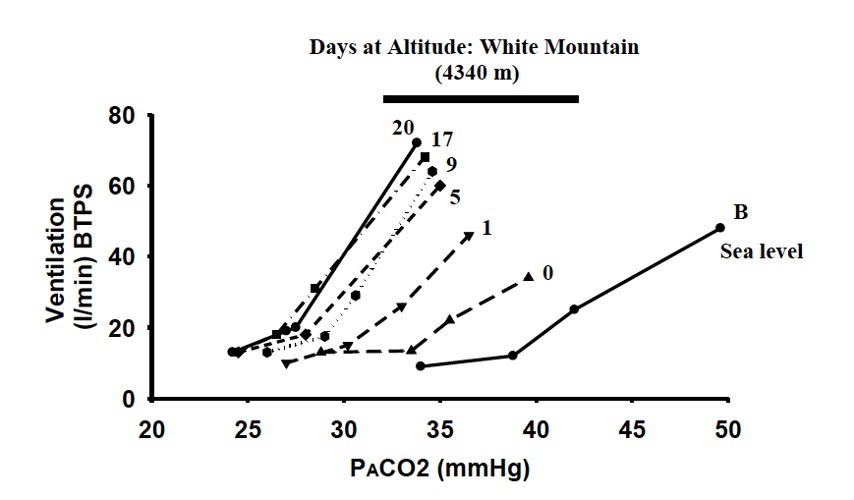 Days at Altitude: White Mountain
(4340 m)
80
20
17
9
60
5
B
1
Sea level
40
0
Ventilation
(l/min) BTPS
20
0
20
25
30
35
40
45
50
PACO2 (mmHg)